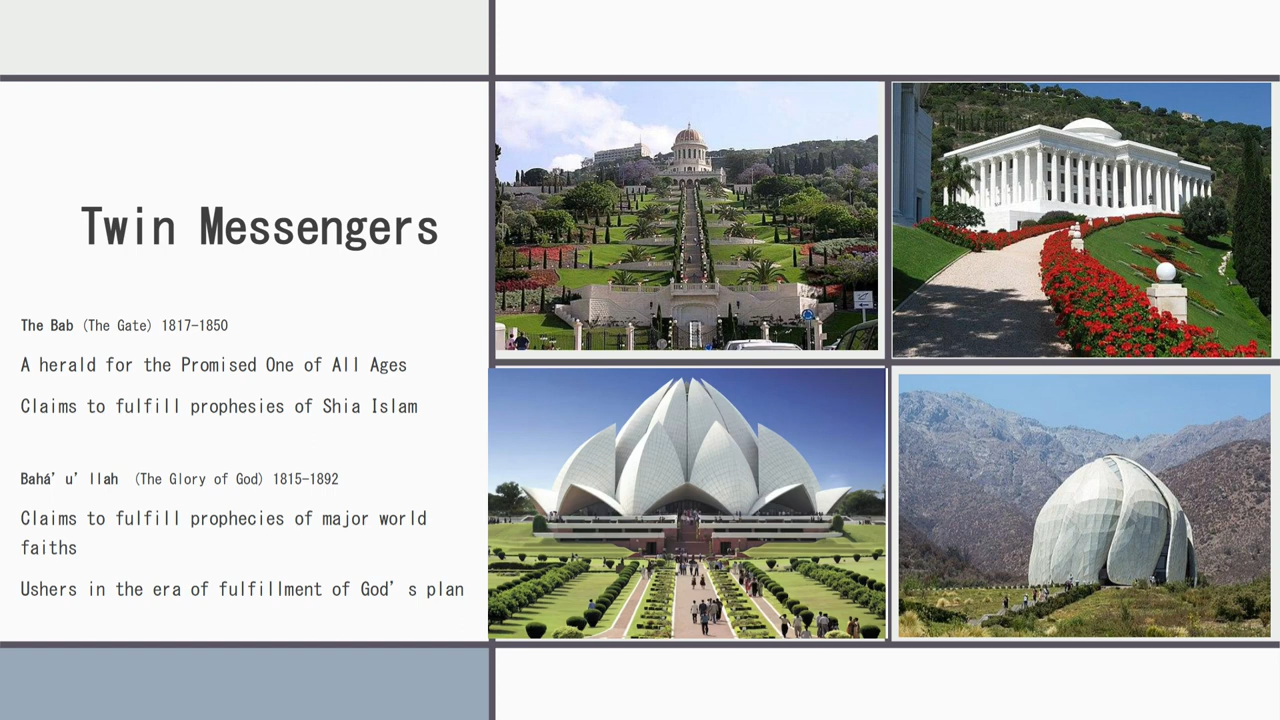 Twin Messengers
The Bab (The Gate) 1817-1850
A herald for the Promised One of All Ages
Claims to fulfill prophesies of Shia Islam
Bahá’u’llah (The Glory of God) 1815-1892
Claims to fulfill prophecies of major world
faiths
Ushers in the era of fulfillment of God’s plan